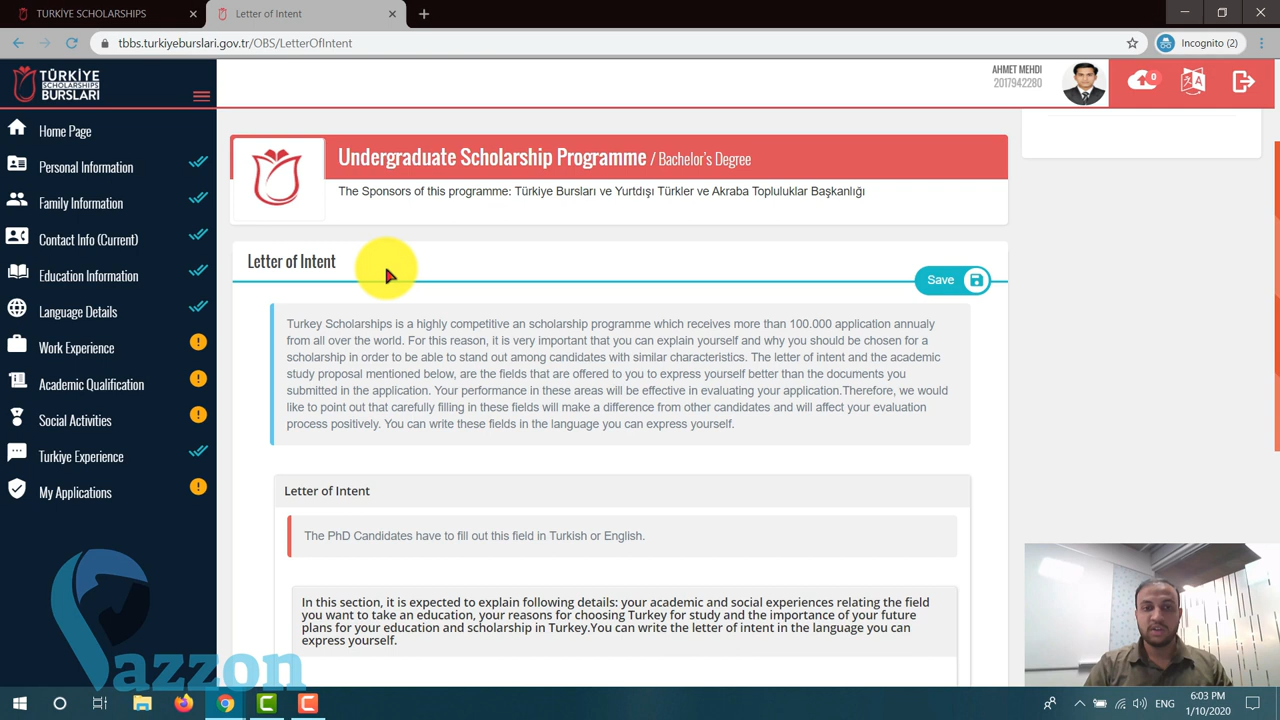 TÜRKİYE SCHOLARSHIPS
Letter of Intent
tbbs.turkiyeburslari.gov.tr/OBS/LetterOfIntent
Incognito (2)
TÜRKİYE
SCHOLARSHIPS
BURSLARI
AHMET MEHDI
2017942280
0
Home Page
Personal Information
Family Information
Contact Info (Current)
Education Information
Language Details
Work Experience
Academic Qualification
Social Activities
Turkiye Experience
My Applications
Undergraduate Scholarship Programme / Bachelor's Degree
The Sponsors of this programme: Türkiye Bursları ve Yurtdışı Türkler ve Akraba Topluluklar Başkanlığı
Letter of Intent
Save
Turkey Scholarships is a highly competitive an scholarship programme which receives more than 100.000 application annualy
from all over the world. For this reason, it is very important that you can explain yourself and why you should be chosen for a
scholarship in order to be able to stand out among candidates with similar characteristics. The letter of intent and the academic
study proposal mentioned below, are the fields that are offered to you to express yourself better than the documents you
submitted in the application. Your performance in these areas will be effective in evaluating your application.Therefore, we would
like to point out that carefully filling in these fields will make a difference from other candidates and will affect your evaluation
process positively. You can write these fields in the language you can express yourself.
Letter of Intent
The PhD Candidates have to fill out this field in Turkish or English.
In this section, it is expected to explain following details: your academic and social experiences relating the field
you want to take an education, your reasons for choosing Turkey for study and the importance of your future
plans for your education and scholarship in Turkey.You can write the letter of intent in the language you can
express yourself.
azzon
ENG
6:03 PM
1/10/2020